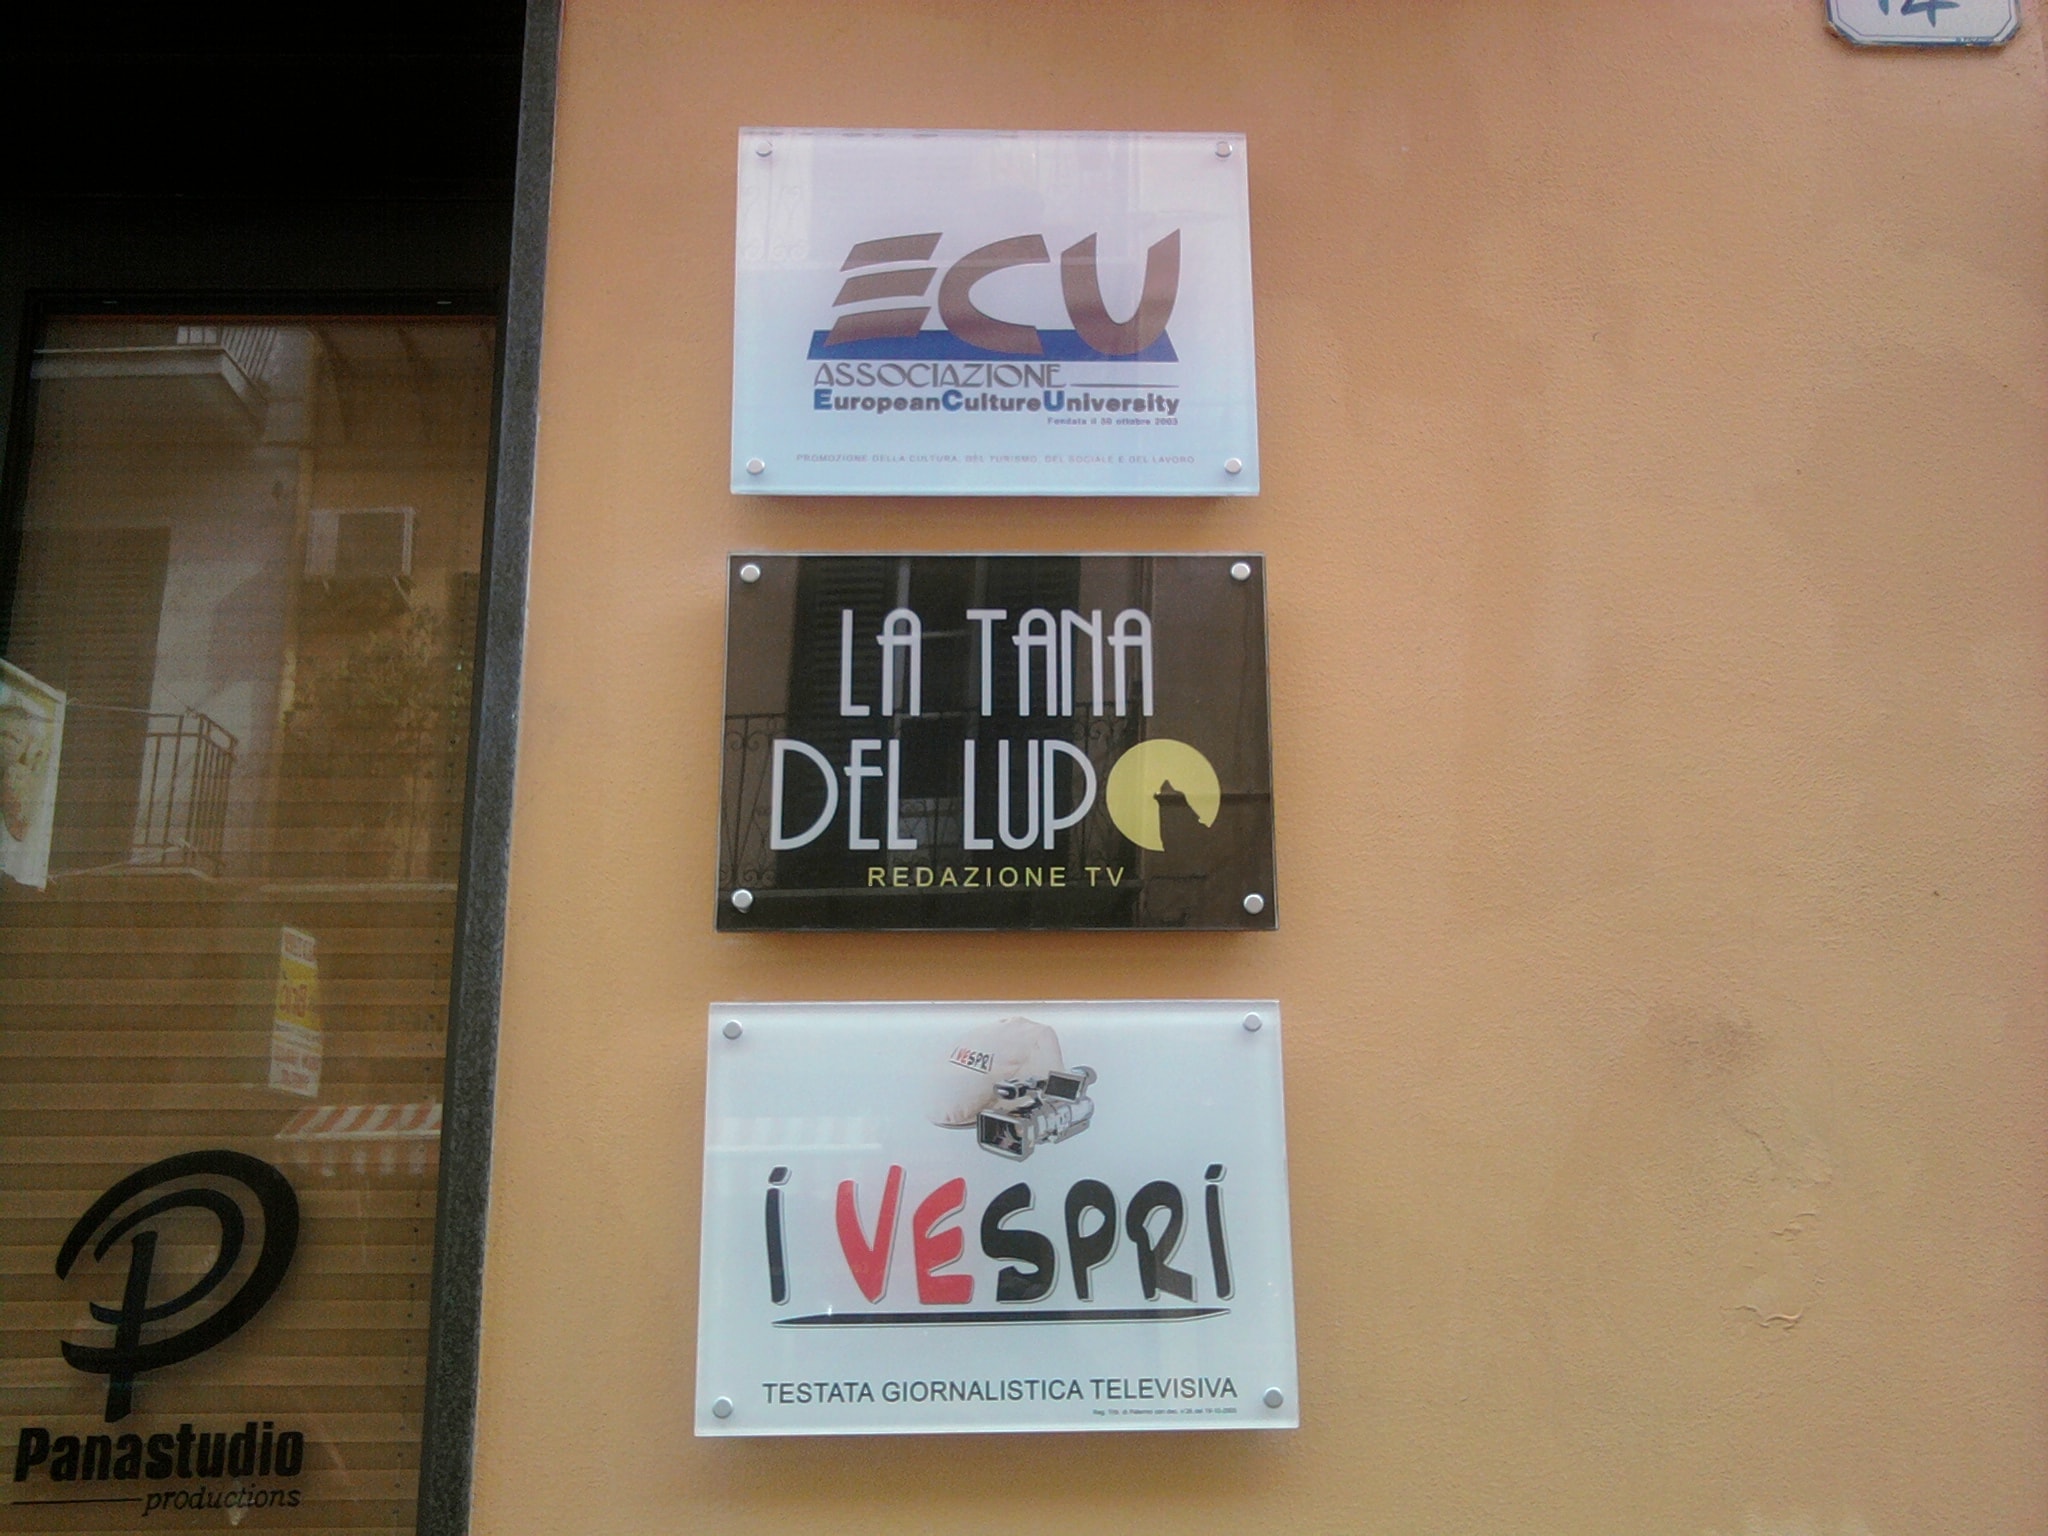 14
ECU
ASSOCIAZIONE
EuropeanCultureUniversity
Fondata il 30 ottobre 2003
PROMOZIONE DELLA CULTURA, DEL TURISMO, DEL SOCIALE E DEL LAVORO
LA TANA
DEL LUPO
REDAZIONE TV
I VESPRI
I VESPRI
TESTATA GIORNALISTICA TELEVISIVA
Panastudio
productions